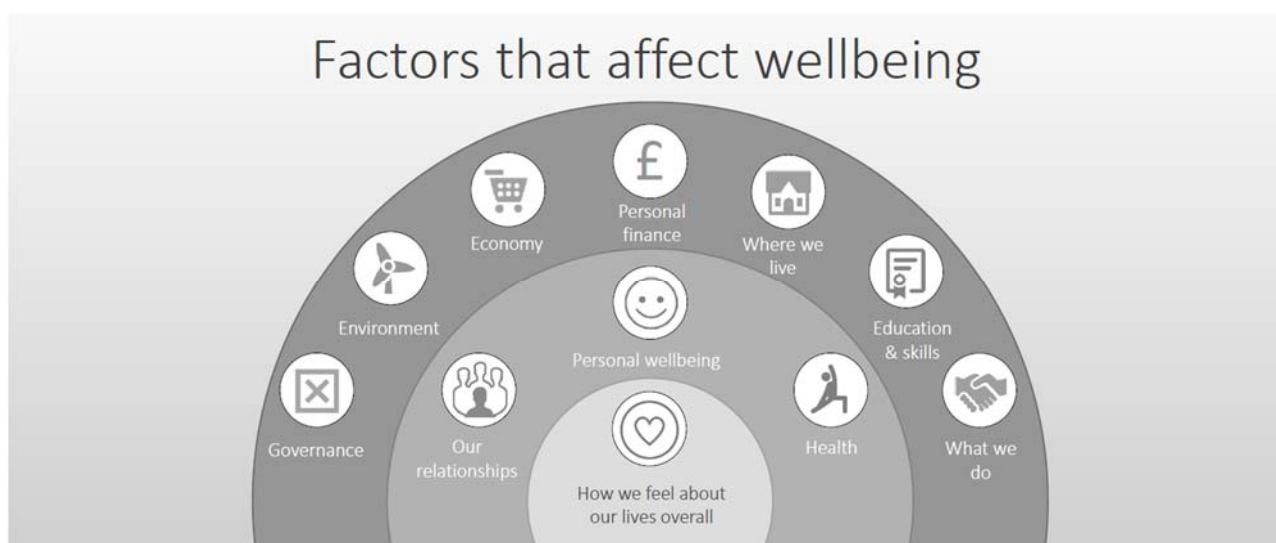 Factors that affect wellbeing
£
Personal
finance
Economy
Where we
live
Environment
Education
& skills
Governance
What we
do
Personal wellbeing
Our
relationships
Health
How we feel about
our lives overall